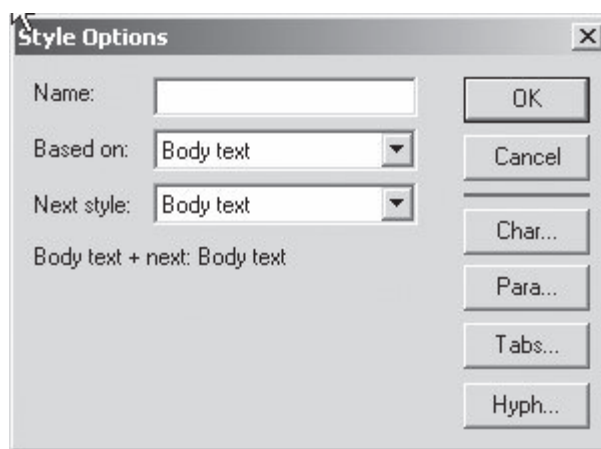 Style Options
Name:
OK
Based on: Body text
Cancel
Next style: Body text
Char...
Body text + next: Body text
Para...
Tabs...
Hyph...